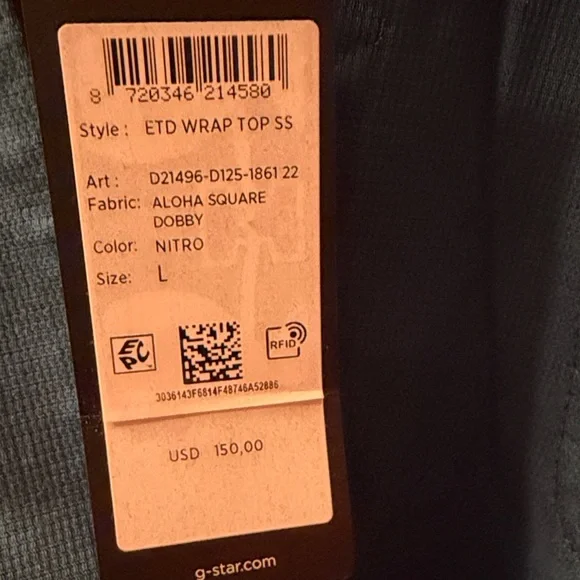 8 720346 214580
Style : ETD WRAP TOP SS
Art : D21496-D125-1861 22
Fabric: ALOHA SQUARE
DOBBY
Color: NITRO
Size: L
EPC
RFID
3036143F6814F48746A52886
USD 150,00
g-star.com